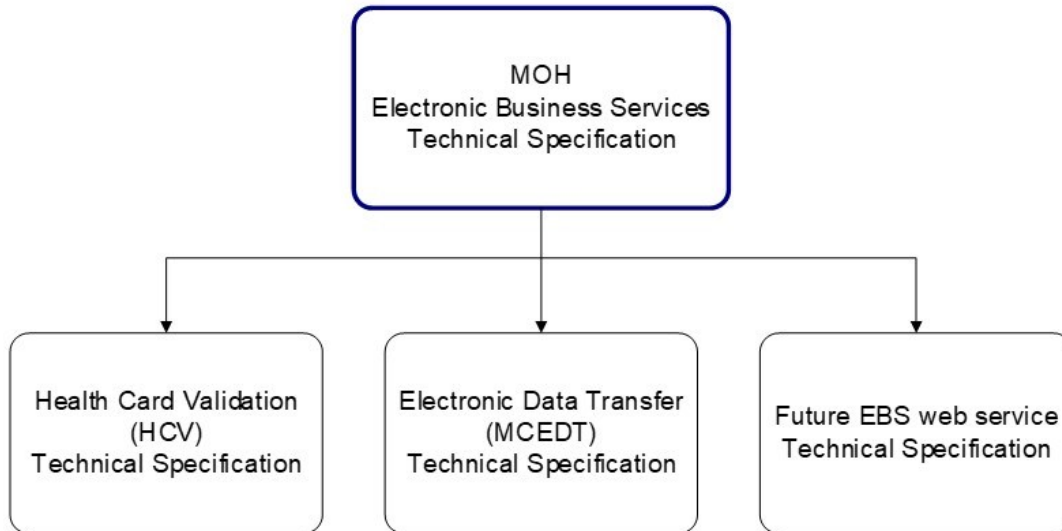 MOH
Electronic Business Services
Technical Specification
Health Card Validation
(HCV)
Technical Specification
Electronic Data Transfer
(MCEDT)
Technical Specification
Future EBS web service
Technical Specification